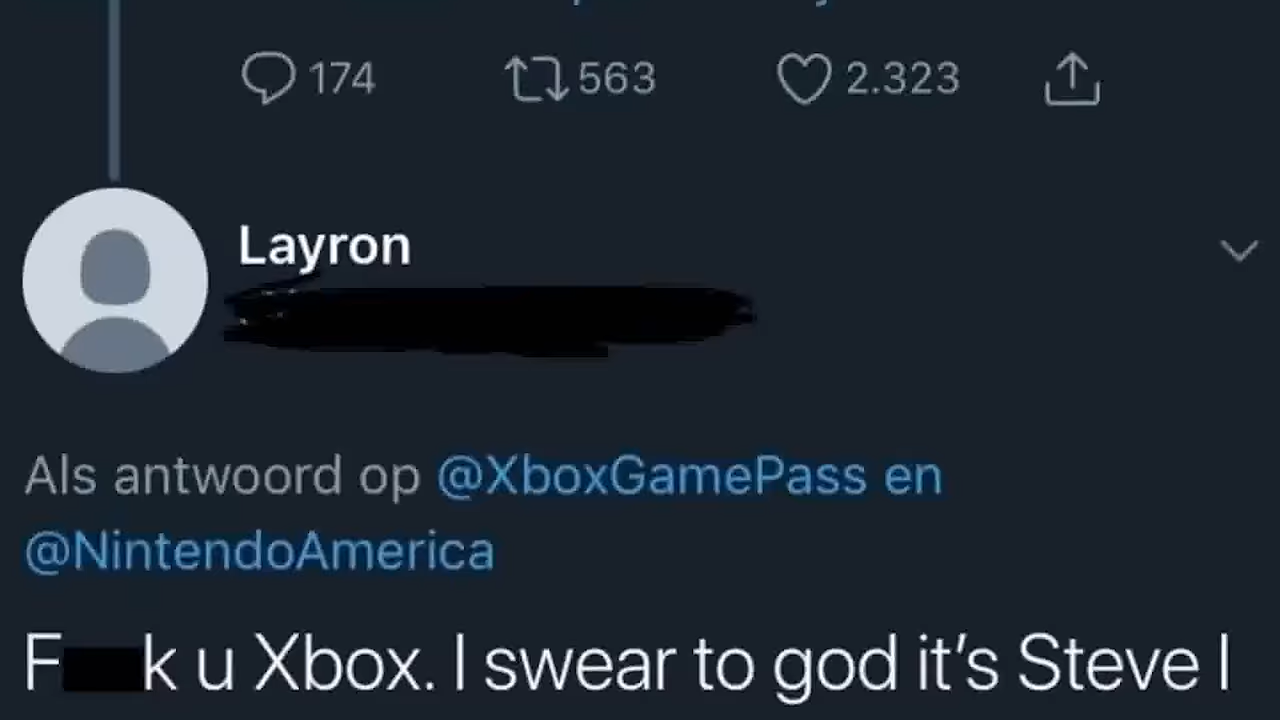 174 563 2.323
Layron
Als antwoord op @XboxGamePass en
@NintendoAmerica
F k u Xbox. I swear to god it's Steve I